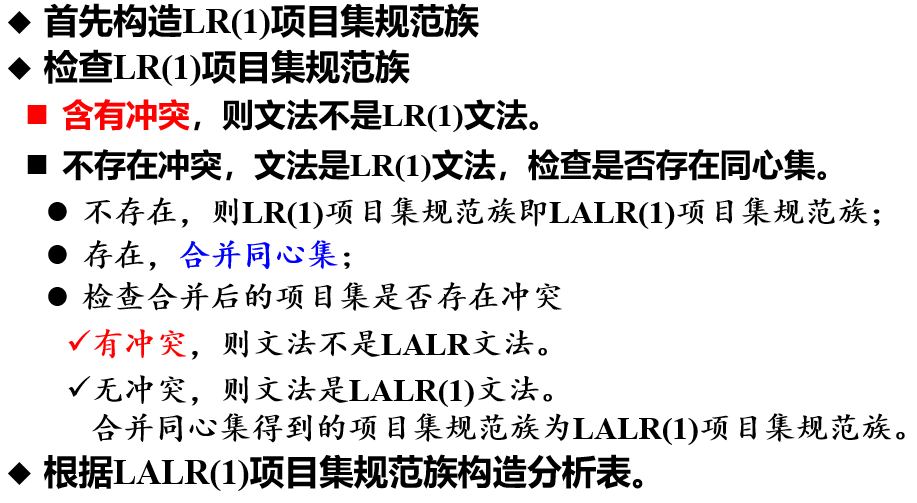 ◆ 首先构造LR(1)项目集规范族
◆ 检查LR(1)项目集规范族
■ 含有冲突，则文法不是LR(1)文法。
■ 不存在冲突，文法是LR(1)文法，检查是否存在同心集。
● 不存在，则LR(1)项目集规范族即LALR(1)项目集规范族；
● 存在，合并同心集；
● 检查合并后的项目集是否存在冲突
✓有冲突，则文法不是LALR文法。
✓无冲突，则文法是LALR(1)文法。
合并同心集得到的项目集规范族为LALR(1)项目集规范族。
◆ 根据LALR(1)项目集规范族构造分析表。